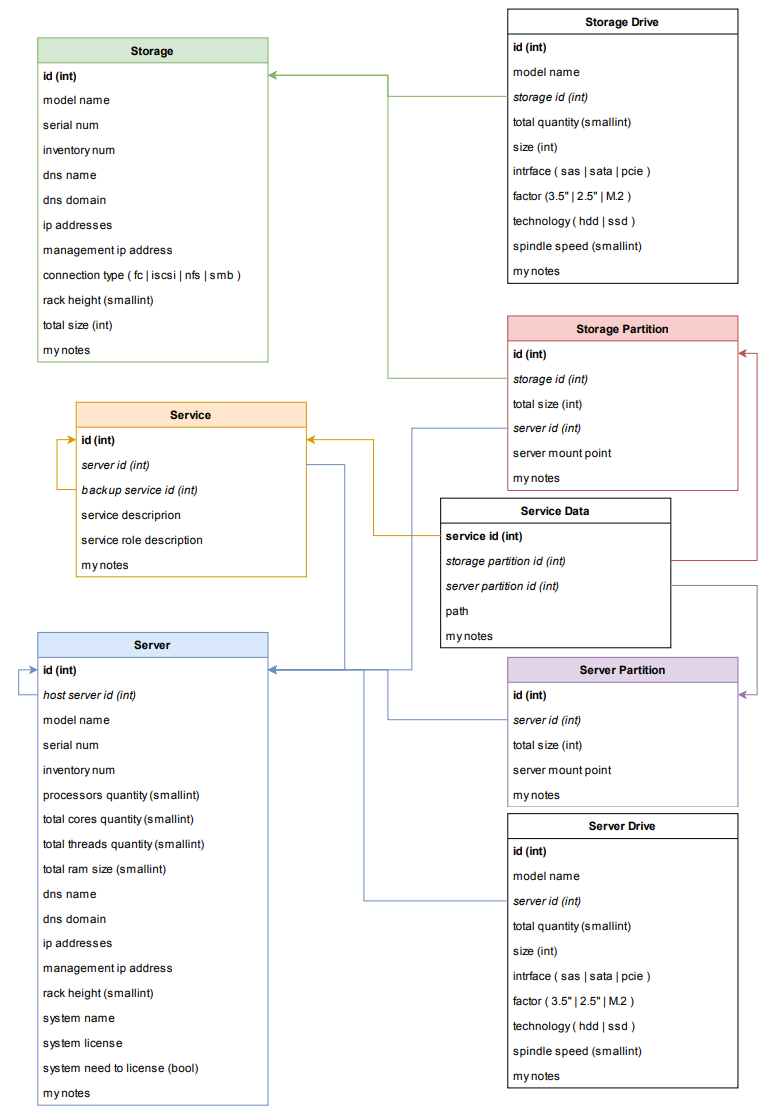 Storage
id (int)
model name
serial num
inventory num
dns name
dns domain
ip addresses
management ip address
connection type ( fc | iscsi | nfs | smb )
rack height (smallint)
total size (int)
my notes
Storage Drive
id (int)
model name
storage id (int)
total quantity (smallint)
size (int)
intrface ( sas | sata | pcie )
factor (3.5" | 2.5" | M.2 )
technology ( hdd | ssd )
spindle speed (smallint)
my notes
Storage Partition
id (int)
storage id (int)
total size (int)
server id (int)
server mount point
my notes
Service
id (int)
server id (int)
backup service id (int)
service descriprion
service role description
my notes
Service Data
service id (int)
storage partition id (int)
server partition id (int)
path
my notes
Server
id (int)
host server id (int)
model name
serial num
inventory num
processors quantity (smallint)
total cores quantity (smallint)
total threads quantity (smallint)
total ram size (smallint)
dns name
dns domain
ip addresses
management ip address
rack height (smallint)
system name
system license
system need to license (bool)
my notes
Server Partition
id (int)
server id (int)
total size (int)
server mount point
my notes
Server Drive
id (int)
model name
server id (int)
total quantity (smallint)
size (int)
intrface ( sas | sata | pcie )
factor ( 3.5" | 2.5" | M.2 )
technology ( hdd | ssd )
spindle speed (smallint)
my notes